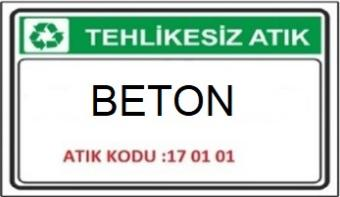 TEHLİKESİZ ATIK
BETON
ATIK KODU :17 01 01